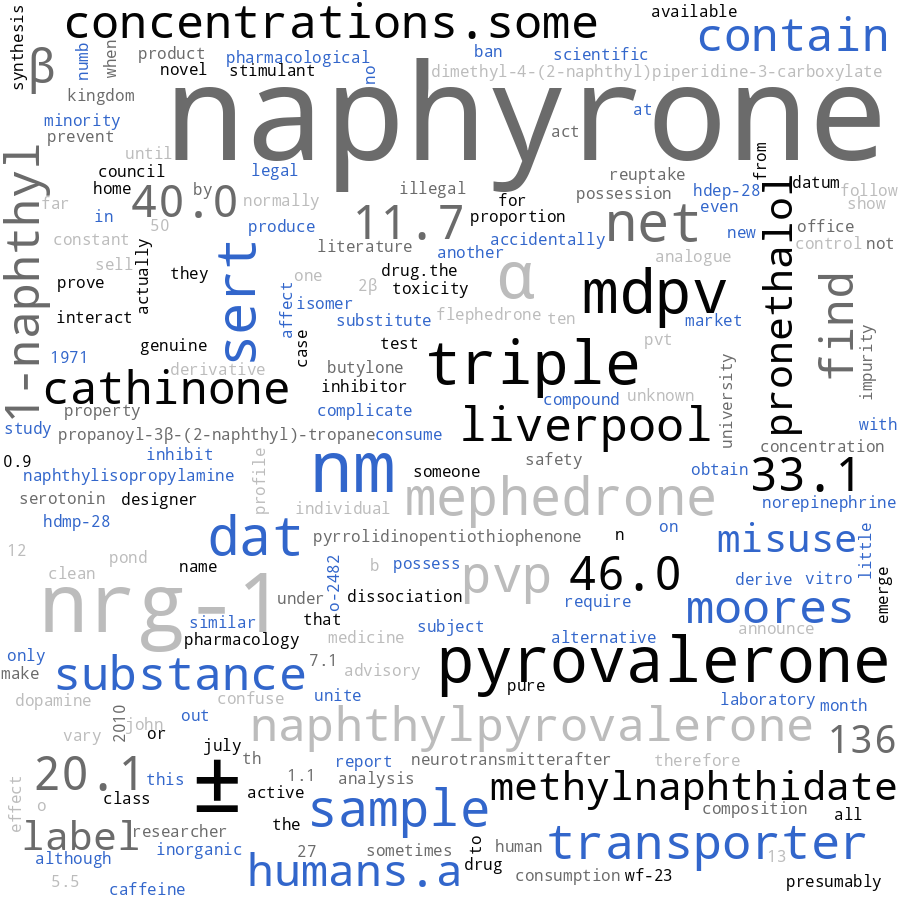 synthesis
concentrations.some
available
contain
β
numb
when
product
pharmacological
ban
scientific
novel
stimulant
no
dimethyl-4-(2-naphthyl)piperidine-3-carboxylate
kingdom
naphyrone
at
minority
prevent
act
until
council
legal
reuptake
from
home
40.0
by
illegal
possession
hdep-28
datum
follow
far
in
normally
for
even
show
50
produce
11.7
proportion
net
new
office
1-naphthyl
constant
actually
literature
another
accidentally
analogue
pronethalol
control
not
sell
they
sert
one
drug.the
α
mdpv
find
prove
2β
toxicity
affect
isomer
interact
substitute
flephedrone
ten
market
1971
genuine
case
test
triple
pvt
impurity
derivative
butylone
cathinone
inhibitor
compound
unknown
university
property
complicate
liverpool
with
study
propanoyl-3β-(2-naphthyl)-tropane
consume
concentration
0.9
inhibit
nm
safety
33.1
naphthylisopropylamine
profile
someone
obtain
serotonin
designer
individual
mephedrone
norepinephrine
hdmp-28
dat
pyrrolidinopentiothiophenone
n
on
misuse
little
12
pond
name
o-2482
b
possess
pvp
46.0
clean
nrg-1
under
dissociation
require
derive
vitro
emerge
similar
that
subject
moores
pharmacology
medicine
alternative
announce
only
make
substance
7.1
advisory
pyrovalerone
pure
dopamine
confuse
unite
laboratory
month
2010
john
out
naphthylpyrovalerone
136
vary
or
july
th
report
neurotransmitterafter
therefore
20.1
this
±
1.1
analysis
methylnaphthidate
effect
o
class
active
sample
composition
all
label
researcher
the
to
human
transporter
although
inorganic
27
sometimes
13
5.5
caffeine
humans.a
drug
consumption
wf-23
presumably